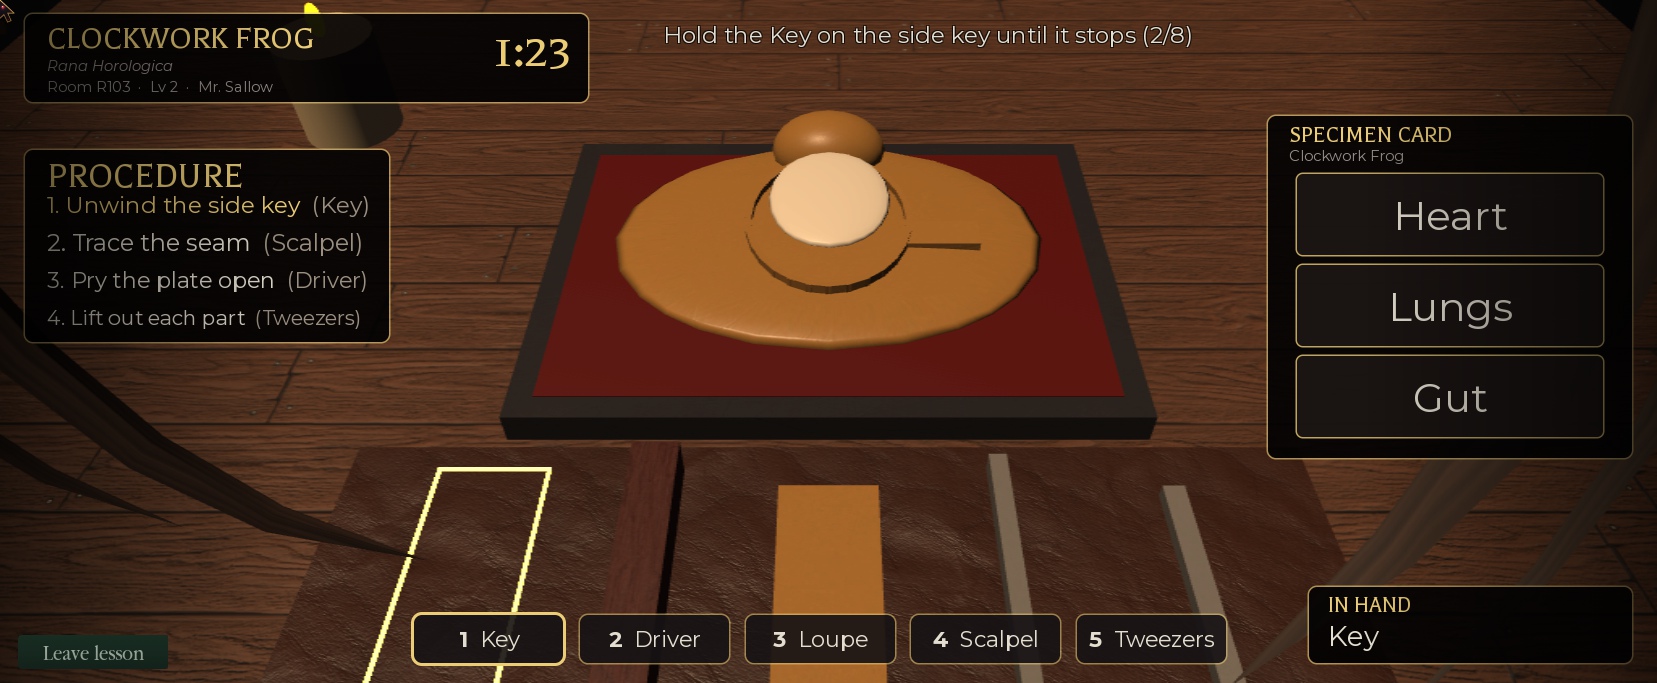 CLOCKWORK FROG
Rana Horologica
Room R103 · Lv 2 · Mr. Sallow
1:23
Hold the Key on the side key until it stops (2/8)
PROCEDURE
1. Unwind the side key (Key)
2. Trace the seam (Scalpel)
3. Pry the plate open (Driver)
4. Lift out each part (Tweezers)
SPECIMEN CARD
Clockwork Frog
Heart
Lungs
Gut
Leave lesson
1 Key
2 Driver
3 Loupe
4 Scalpel
5 Tweezers
IN HAND
Key